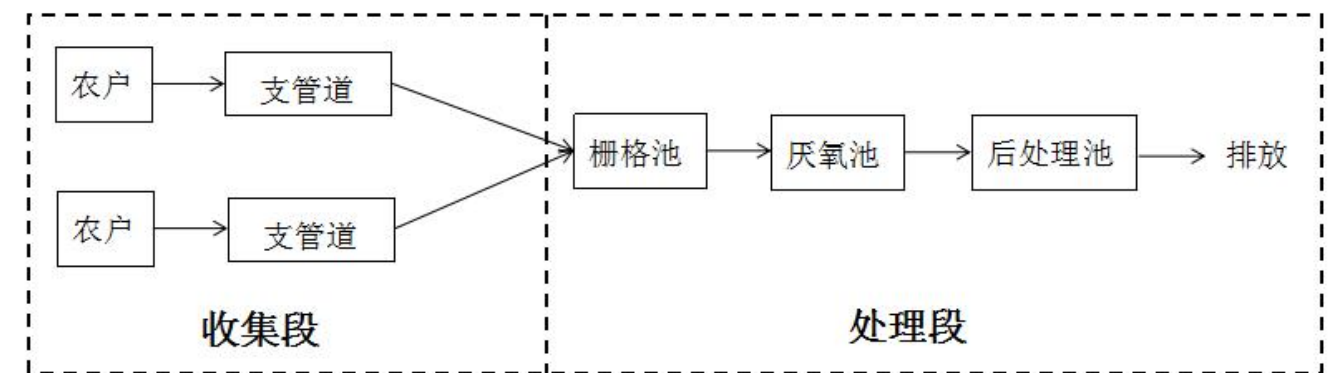 农户
支管道
农户
支管道
收集段
栅格池
厌氧池
后处理池
排放
处理段